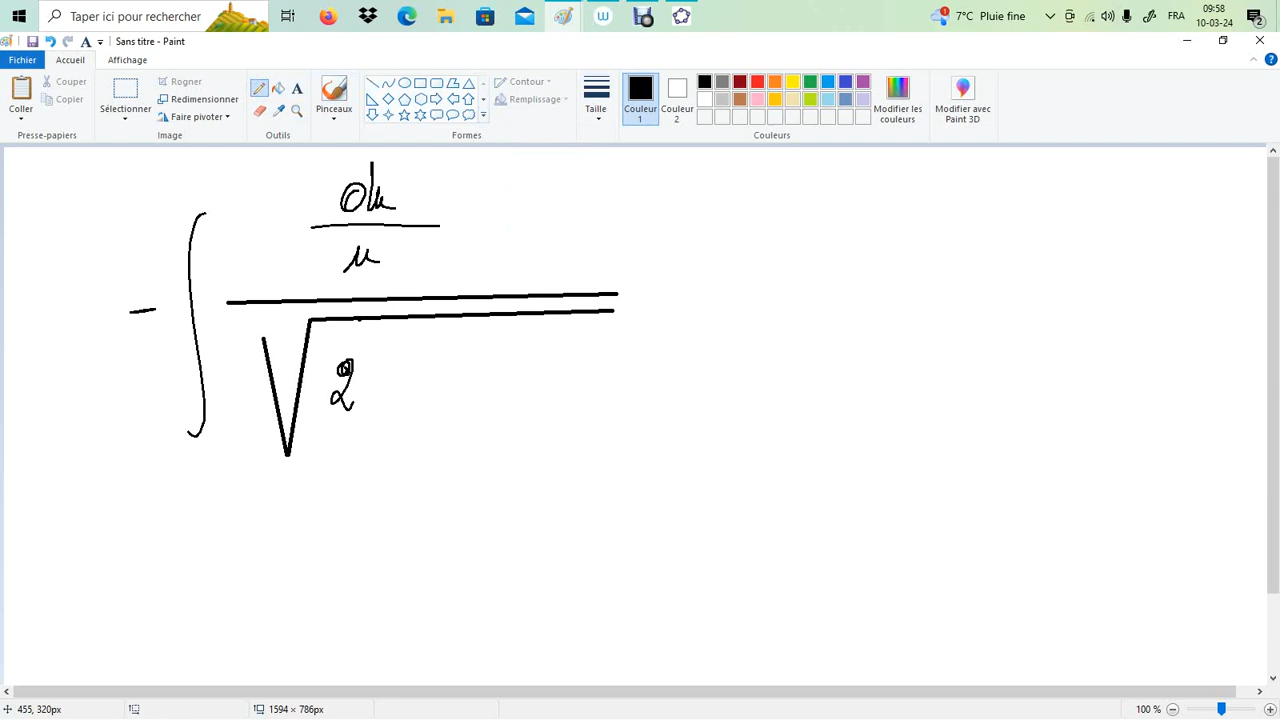 Taper ici pour rechercher
7°C Pluie fine
FRA
09:58
10-03-24
2
Sans titre - Paint
Fichier
Accueil
Affichage
Coller
Couper
Copier
Presse-papiers
Sélectionner
Rogner
Redimensionner
Faire pivoter
Image
A
Outils
Pinceaux
Contour
Remplissage
Formes
Taille
Couleur 1
Couleur 2
Modifier les couleurs
Couleurs
Modifier avec Paint 3D
du
u
- ∫
√ 2
455, 320px
1594 × 786px
100 %